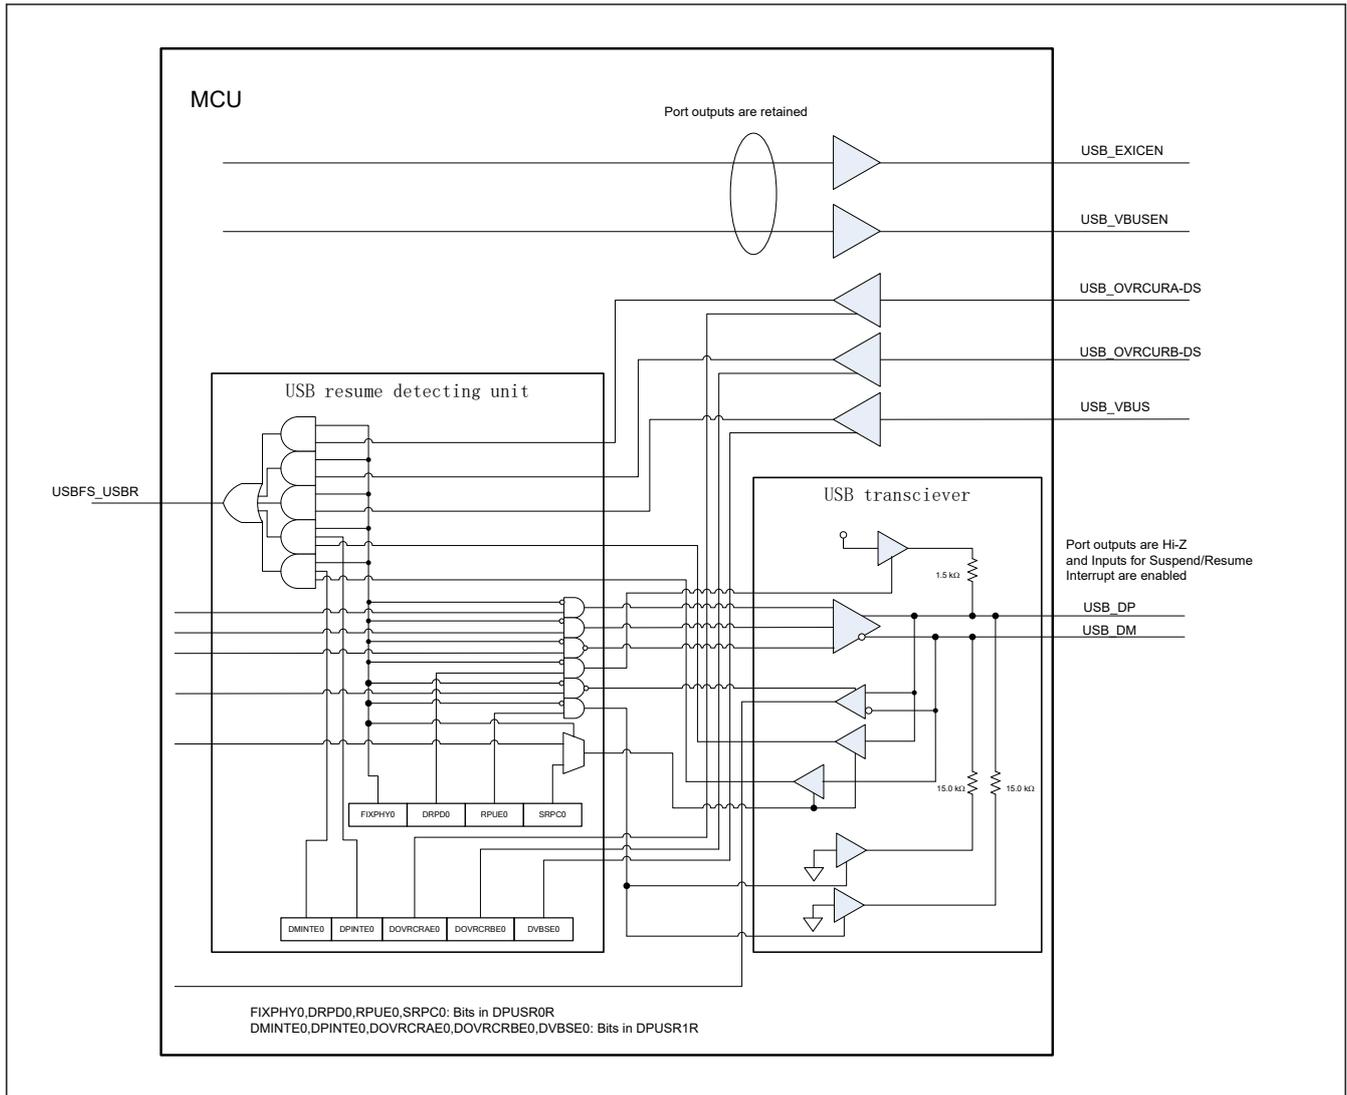 MCU
Port outputs are retained
USB_EXICEN
USB_VBUSEN
USB_OVRCURA-DS
USB_OVRCURB-DS
USB_VBUS
USB resume detecting unit
USBFS_USBR
USB transciever
Port outputs are Hi-Z
and Inputs for Suspend/Resume
Interrupt are enabled
1.5 kΩ
USB_DP
USB_DM
15.0 kΩ
15.0 kΩ
FIXPHY0
DRPD0
RPUE0
SRPC0
DMINTE0
DPINTE0
DOVRCRAE0
DOVRCRBE0
DVBSE0
FIXPHY0,DRPD0,RPUE0,SRPC0: Bits in DPUSR0R
DMINTE0,DPINTE0,DOVRCRAE0,DOVRCRBE0,DVBSE0: Bits in DPUSR1R